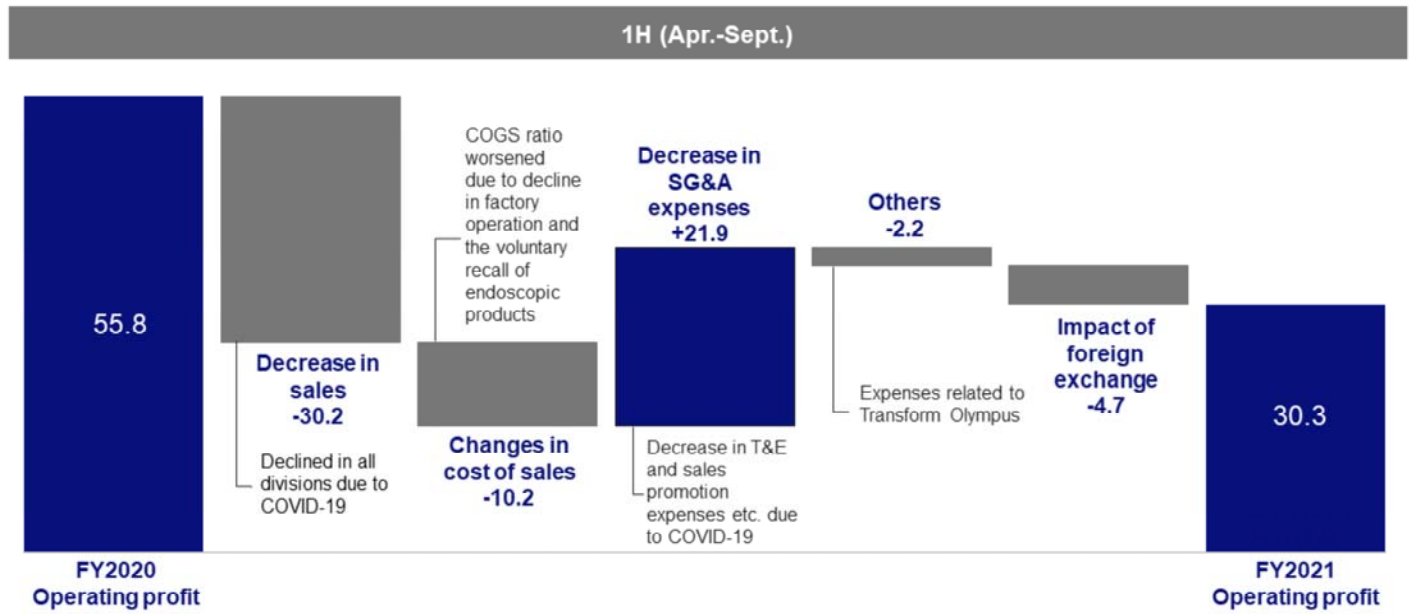 1H (Apr.-Sept.)
55.8
FY2020
Operating profit
Decrease in
sales
-30.2
Declined in all
divisions due to
COVID-19
COGS ratio
worsened
due to decline
in factory
operation and
the voluntary
recall of
endoscopic
products
Changes in
cost of sales
-10.2
Decrease in
SG&A
expenses
+21.9
Decrease in T&E
and sales
promotion
expenses etc. due
to COVID-19
Others
-2.2
Expenses related to
Transform Olympus
Impact of
foreign
exchange
-4.7
30.3
FY2021
Operating profit